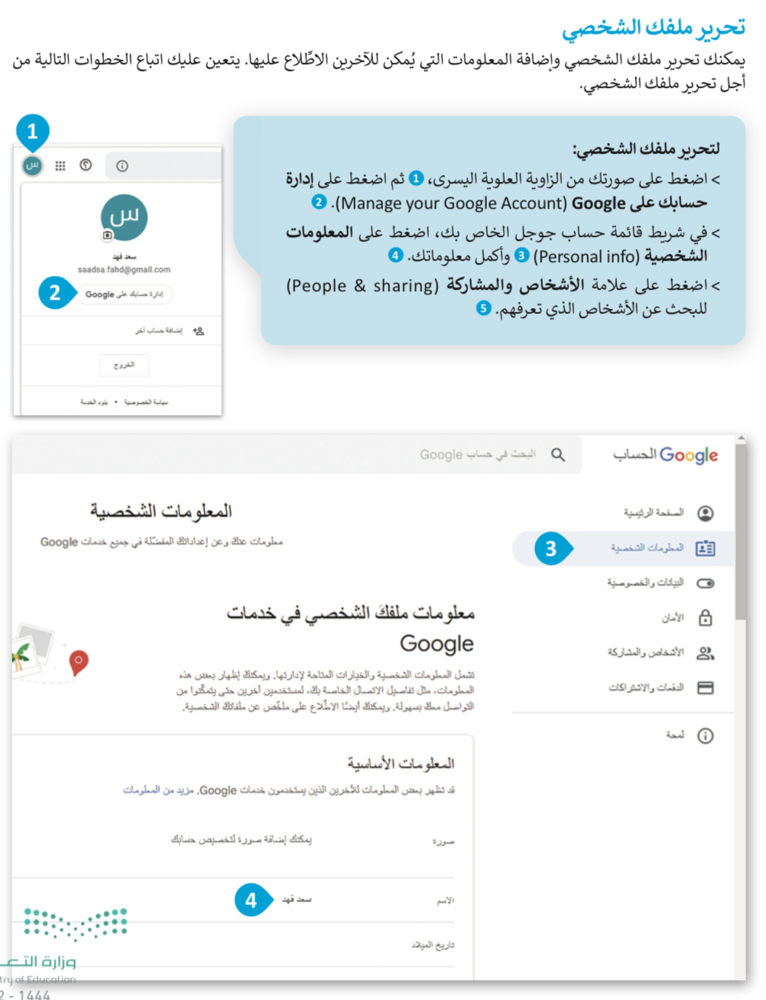 تحرير ملفك الشخصي
يمكنك تحرير ملفك الشخصي وإضافة المعلومات التي يُمكن للآخرين الاطّلاع عليها. يتعين عليك اتباع الخطوات التالية من
أجل تحرير ملفك الشخصي.
لتحرير ملفك الشخصي:
> اضغط على صورتك من الزاوية العلوية اليسرى، 1 ثم اضغط على إدارة
حسابك على Google (Manage your Google Account). 2
> في شريط قائمة حساب جوجل الخاص بك، اضغط على المعلومات
الشخصية (Personal info) 3 وأكمل معلوماتك. 4
> اضغط على علامة الأشخاص والمشاركة (People & sharing)
للبحث عن الأشخاص الذي تعرفهم. 5
1
س
س
سعد فهد
saadsa.fahd@gmail.com
2
إدارة حسابك على Google
إضافة حساب آخر
الخروج
سياسة الخصوصية • بنود الخدمة
الحساب Google
البحث في حساب Google
الصفحة الرئيسية
المعلومات الشخصية
3
البيانات والخصوصية
الأمان
الأشخاص والمشاركة
الدفعات والاشتراكات
لمحة
المعلومات الشخصية
معلومات عنك وعن إعداداتك المفضّلة في جميع خدمات Google
معلومات ملفكَ الشخصي في خدمات
Google
تشمل المعلومات الشخصية والخيارات المتاحة لإدارتها. ويمكنك إظهار بعض هذه
المعلومات، مثل تفاصيل الاتصال الخاصة بك، لمستخدمين آخرين حتى يتمكّنوا من
التواصل معك بسهولة. ويمكنك أيضًا الاطّلاع على ملخّص عن ملفاتك الشخصية.
المعلومات الأساسية
قد تظهر بعض المعلومات للآخرين الذين يستخدمون خدمات Google. مزيد من المعلومات
صورة
يمكنك إضافة صورة لتخصيص حسابك
الاسم
سعد فهد
4
تاريخ الميلاد
وزارة التعـ
try of Education
2 - 1444